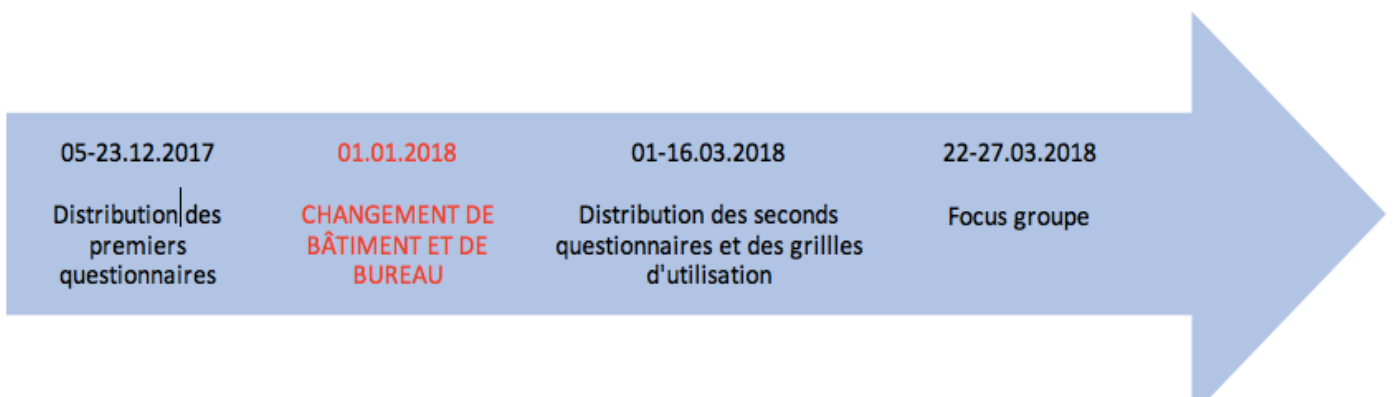 05-23.12.2017
Distribution des
premiers
questionnaires
01.01.2018
CHANGEMENT DE
BÂTIMENT ET DE
BUREAU
01-16.03.2018
Distribution des seconds
questionnaires et des grillles
d'utilisation
22-27.03.2018
Focus groupe